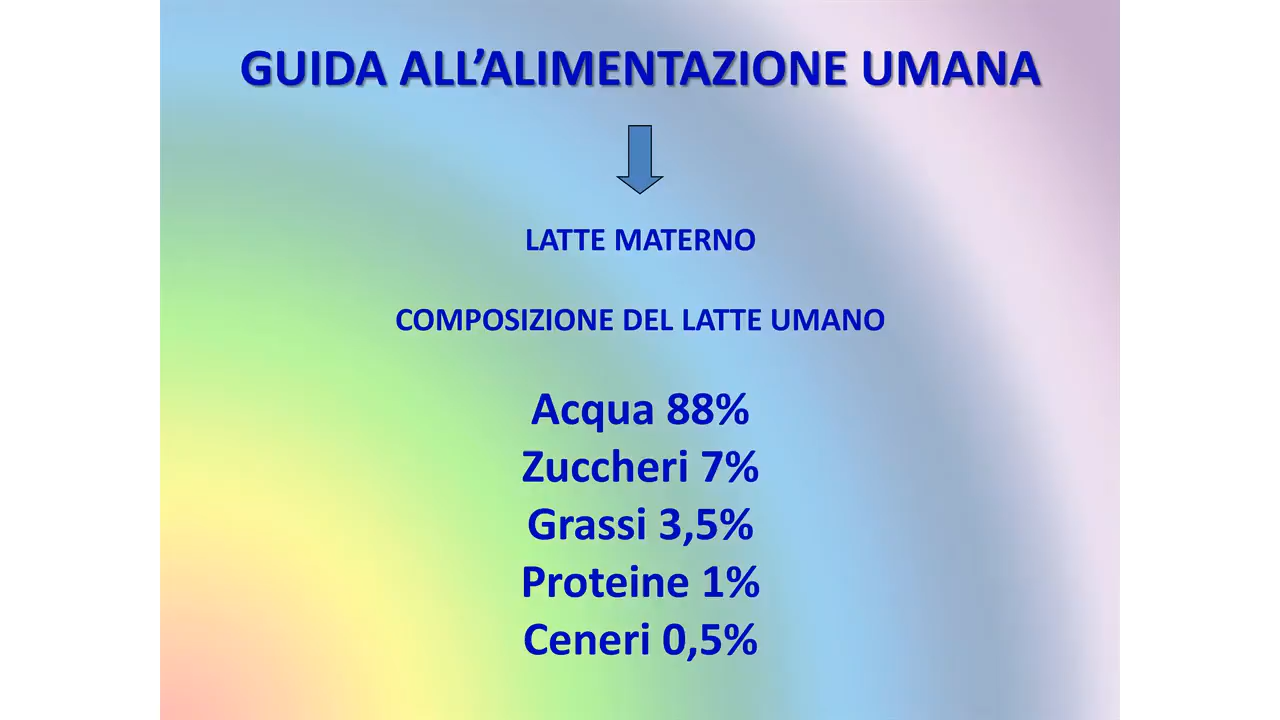 GUIDA ALL’ALIMENTAZIONE UMANA
LATTE MATERNO
COMPOSIZIONE DEL LATTE UMANO
Acqua 88%
Zuccheri 7%
Grassi 3,5%
Proteine 1%
Ceneri 0,5%